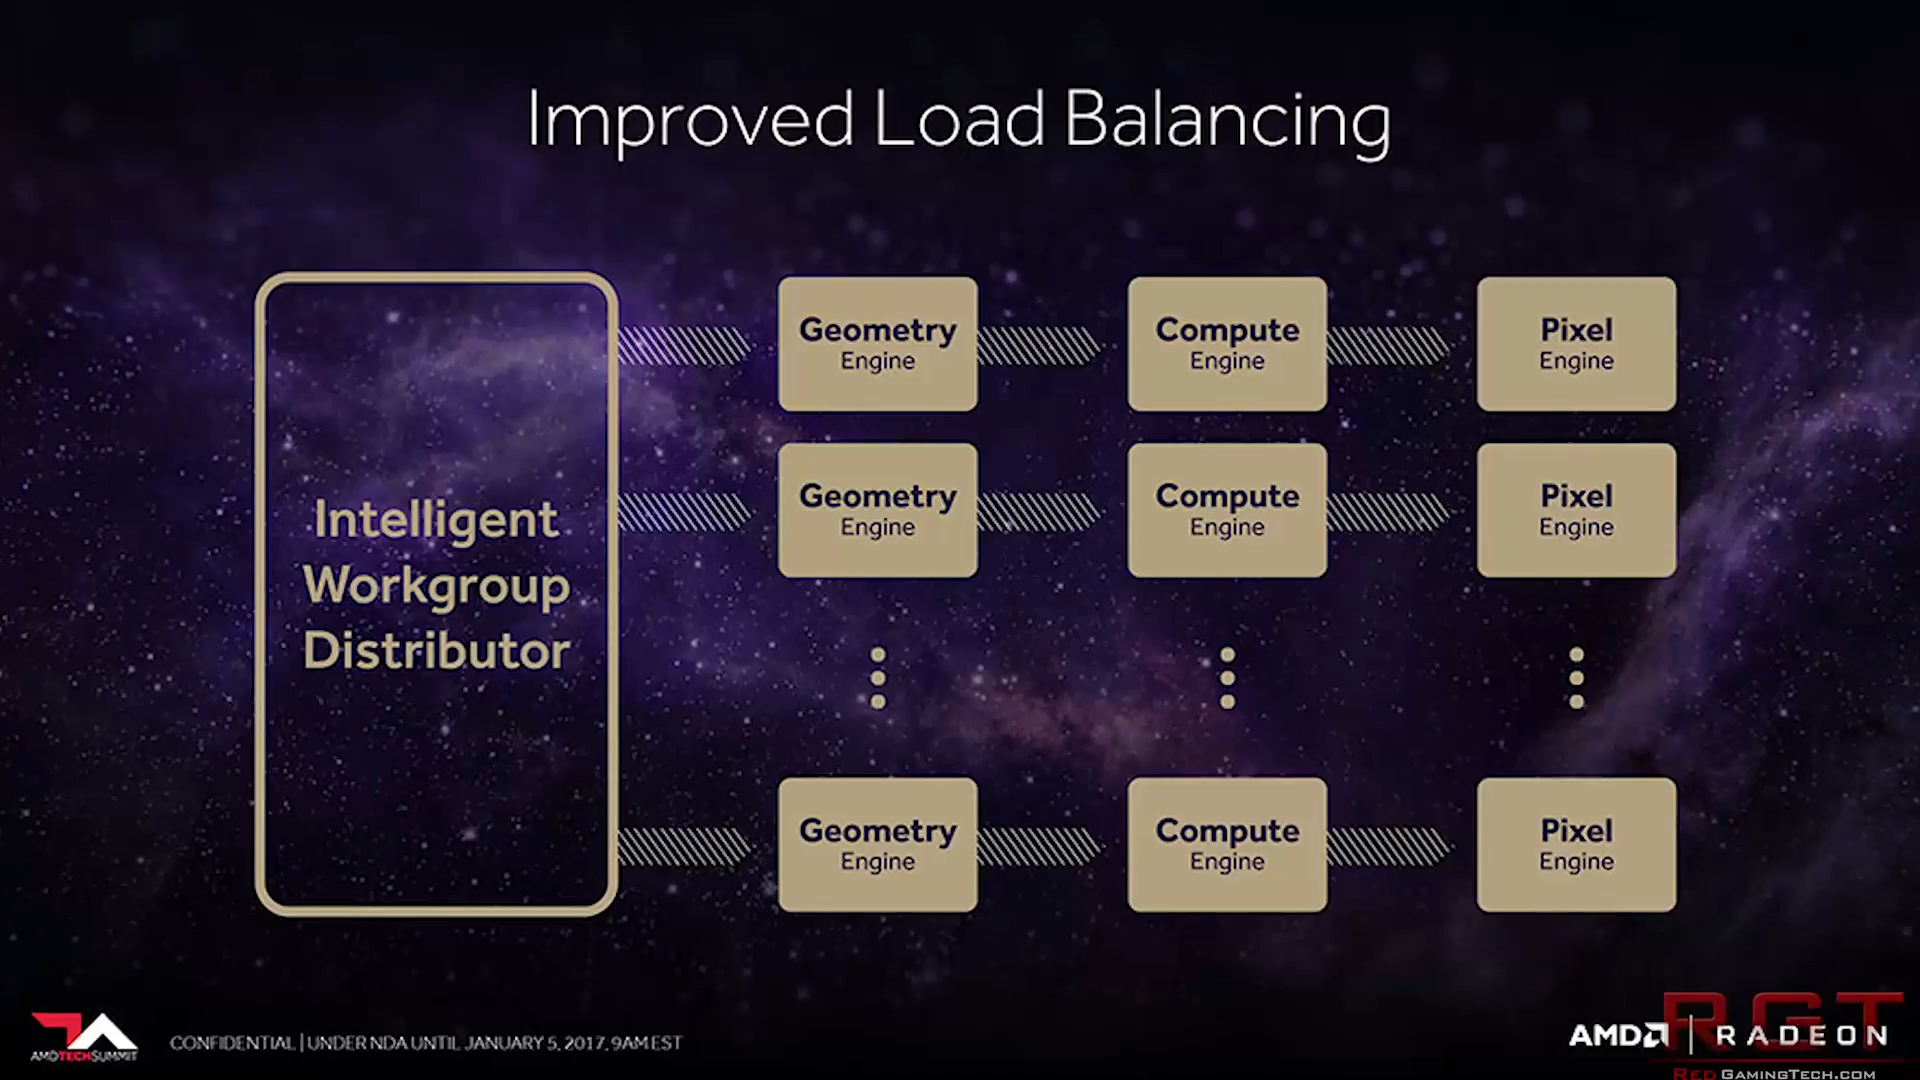 Improved Load Balancing
Intelligent
Workgroup
Distributor
Geometry
Engine
Compute
Engine
Pixel
Engine
Geometry
Engine
Compute
Engine
Pixel
Engine
Geometry
Engine
Compute
Engine
Pixel
Engine
AMDTECHSUMMIT
CONFIDENTIAL | UNDER NDA UNTIL JANUARY 5, 2017, 9AM EST
RGT
AMD | RADEON
REDGAMINGTECH.COM